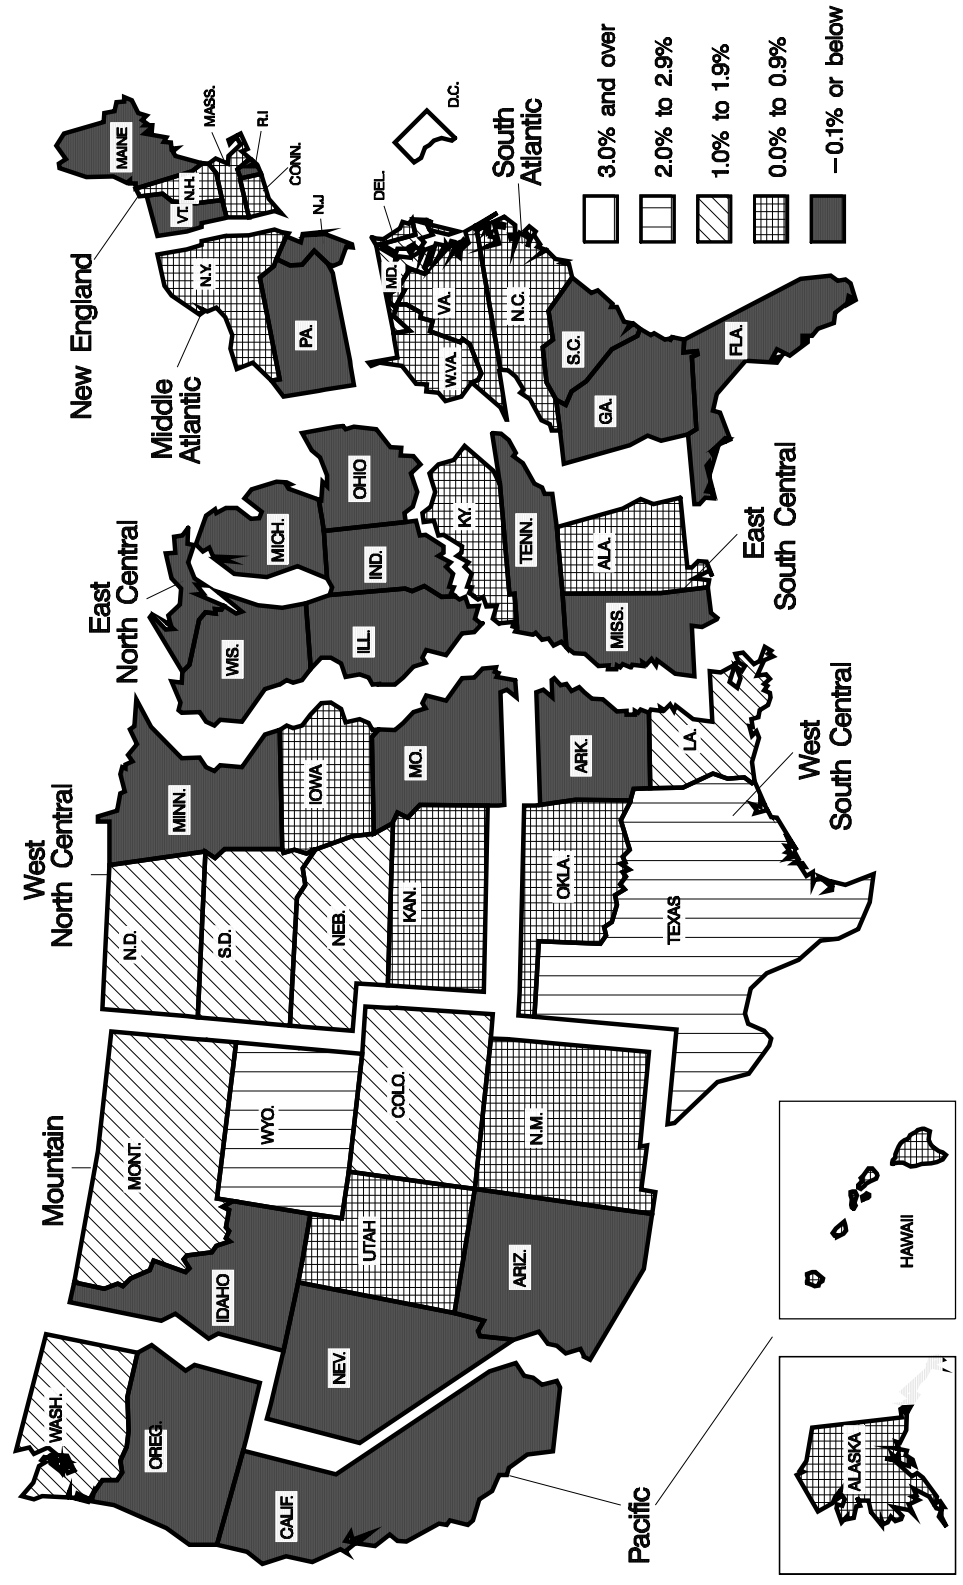 Pacific
Mountain
West
North Central
East
North Central
Middle
Atlantic
New England
WASH.
OREG.
CALIF.
NEV.
IDAHO
MONT.
WYO.
UTAH
ARIZ.
COLO.
N.M.
N.D.
S.D.
NEB.
KAN.
MINN.
IOWA
MO.
OKLA.
TEXAS
ARK.
LA.
WIS.
MICH.
ILL.
IND.
OHIO
KY.
TENN.
MISS.
ALA.
N.Y.
PA.
N.J
VT.
N.H.
MAINE
MASS.
R.I
CONN.
DEL.
MD.
D.C.
W.VA.
VA.
N.C.
S.C.
GA.
FLA.
ALASKA
HAWAII
West
South Central
East
South Central
South
Atlantic
3.0% and over
2.0% to 2.9%
1.0% to 1.9%
0.0% to 0.9%
−0.1% or below